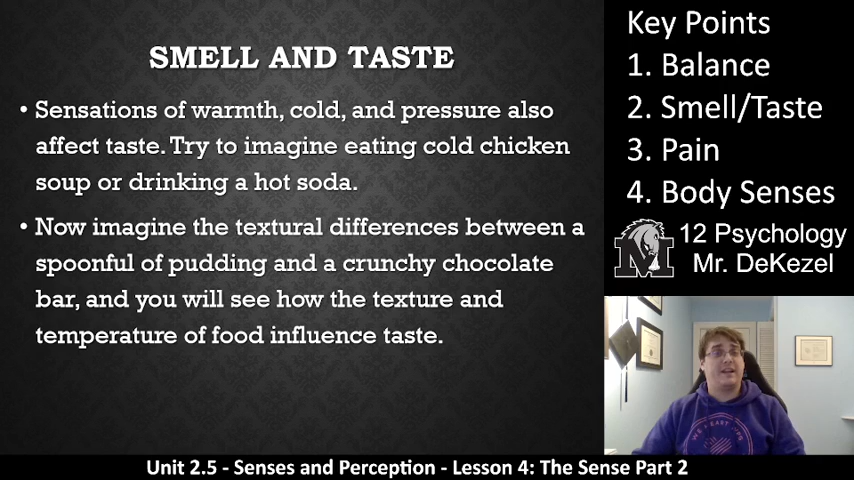 SMELL AND TASTE
• Sensations of warmth, cold, and pressure also
affect taste. Try to imagine eating cold chicken
soup or drinking a hot soda.
• Now imagine the textural differences between a
spoonful of pudding and a crunchy chocolate
bar, and you will see how the texture and
temperature of food influence taste.
Key Points
1. Balance
2. Smell/Taste
3. Pain
4. Body Senses
M
12 Psychology
Mr. DeKezel
Unit 2.5 - Senses and Perception - Lesson 4: The Sense Part 2